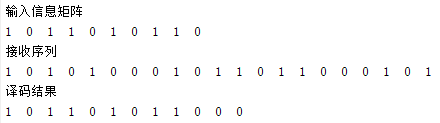 输入信息矩阵
1 0 1 1 0 1 0 1 1 0
接收序列
1 0 1 0 1 0 0 0 1 0 1 1 0 1 1 0 0 0 1 0 1
译码结果
1 0 1 1 0 1 0 1 1 0 0 0